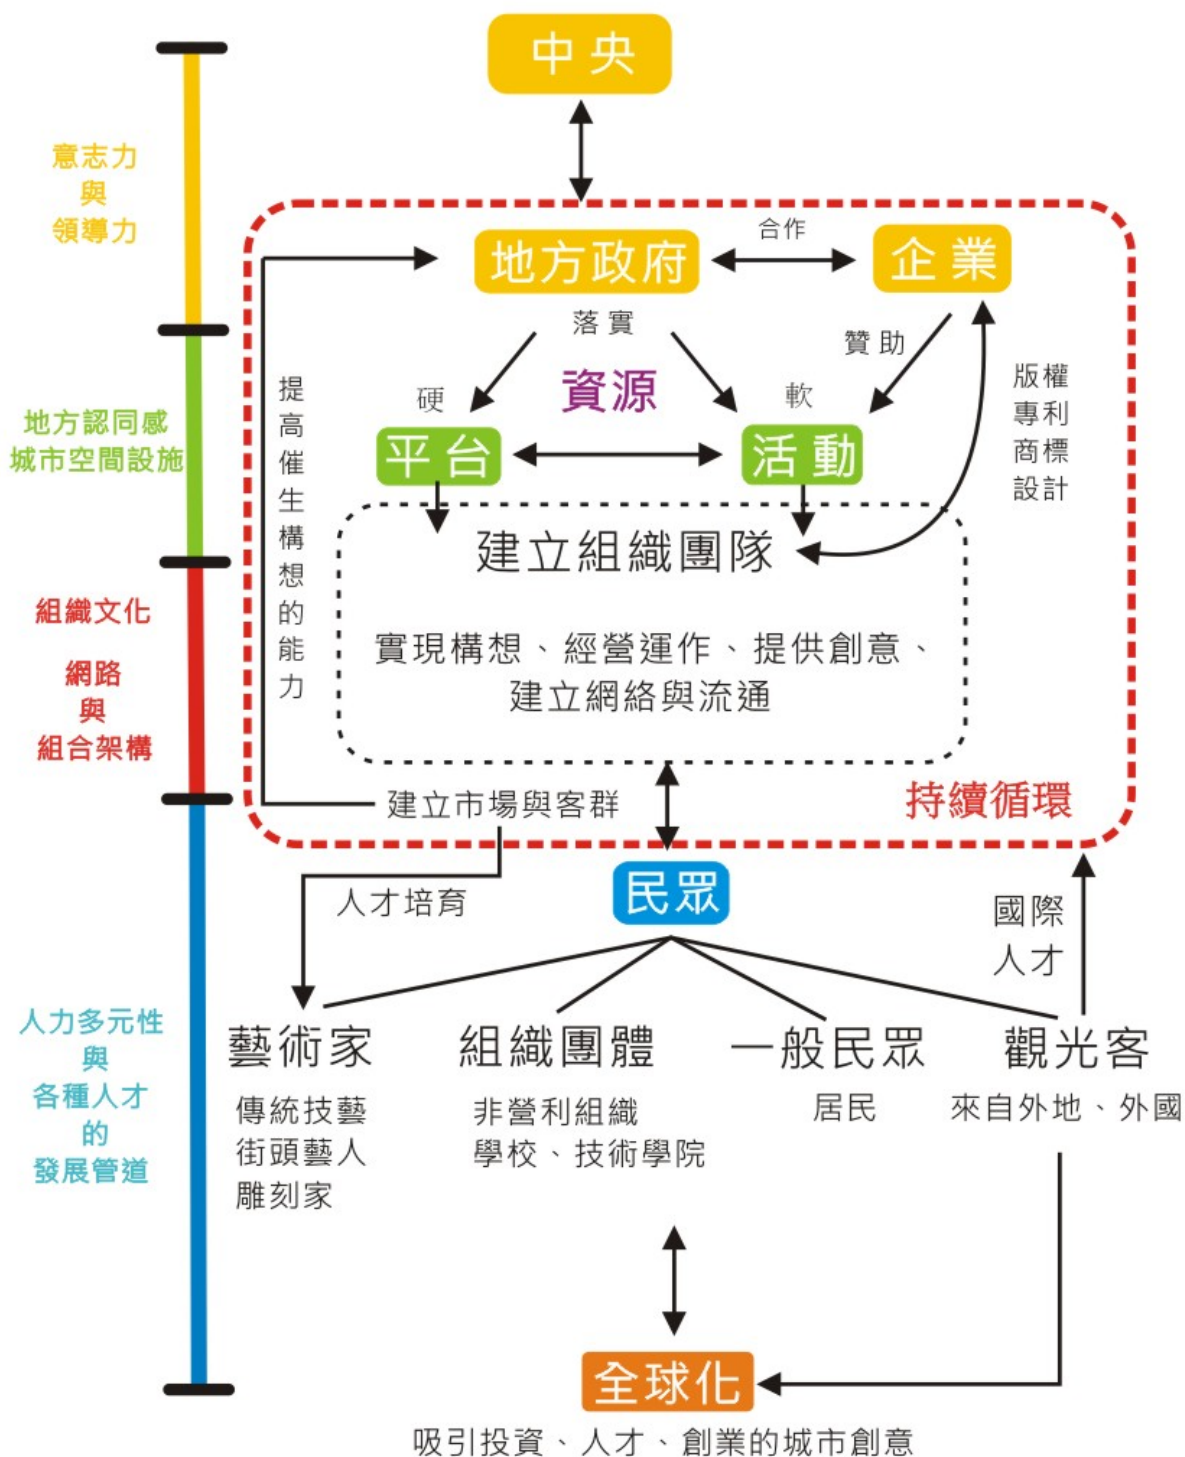 中央
意志力
與
領導力
地方政府
合作
企業
落實
贊助
資源
硬
軟
版權
專利
商標
設計
提高催生構想的能力
地方認同感
城市空間設施
平台
活動
建立組織團隊
實現構想、經營運作、提供創意、
建立網絡與流通
組織文化
網路
與
組合架構
建立市場與客群
持續循環
人才培育
民眾
國際
人才
人力多元性
與
各種人才
的
發展管道
藝術家
傳統技藝
街頭藝人
雕刻家
組織團體
非營利組織
學校、技術學院
一般民眾
居民
觀光客
來自外地、外國
全球化
吸引投資、人才、創業的城市創意